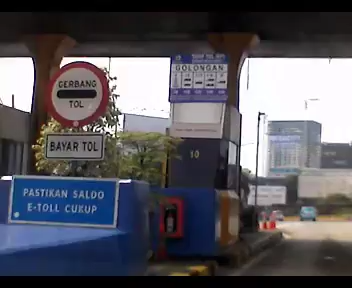 GERBANG
TOL
BAYAR TOL
PASTIKAN SALDO
E-TOLL CUKUP
GOLONGAN
10